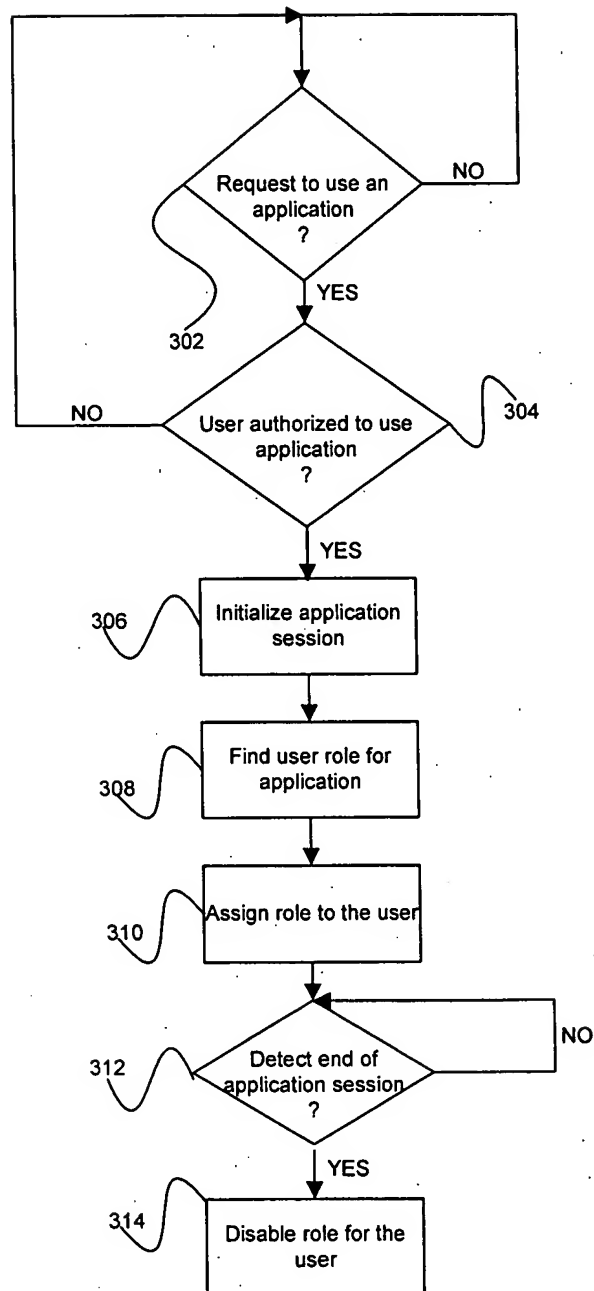 Request to use an
application
?
NO
YES
302
NO
User authorized to use
application
?
304
YES
306
Initialize application
session
308
Find user role for
application
310
Assign role to the user
312
Detect end of
application session
?
NO
YES
314
Disable role for the
user